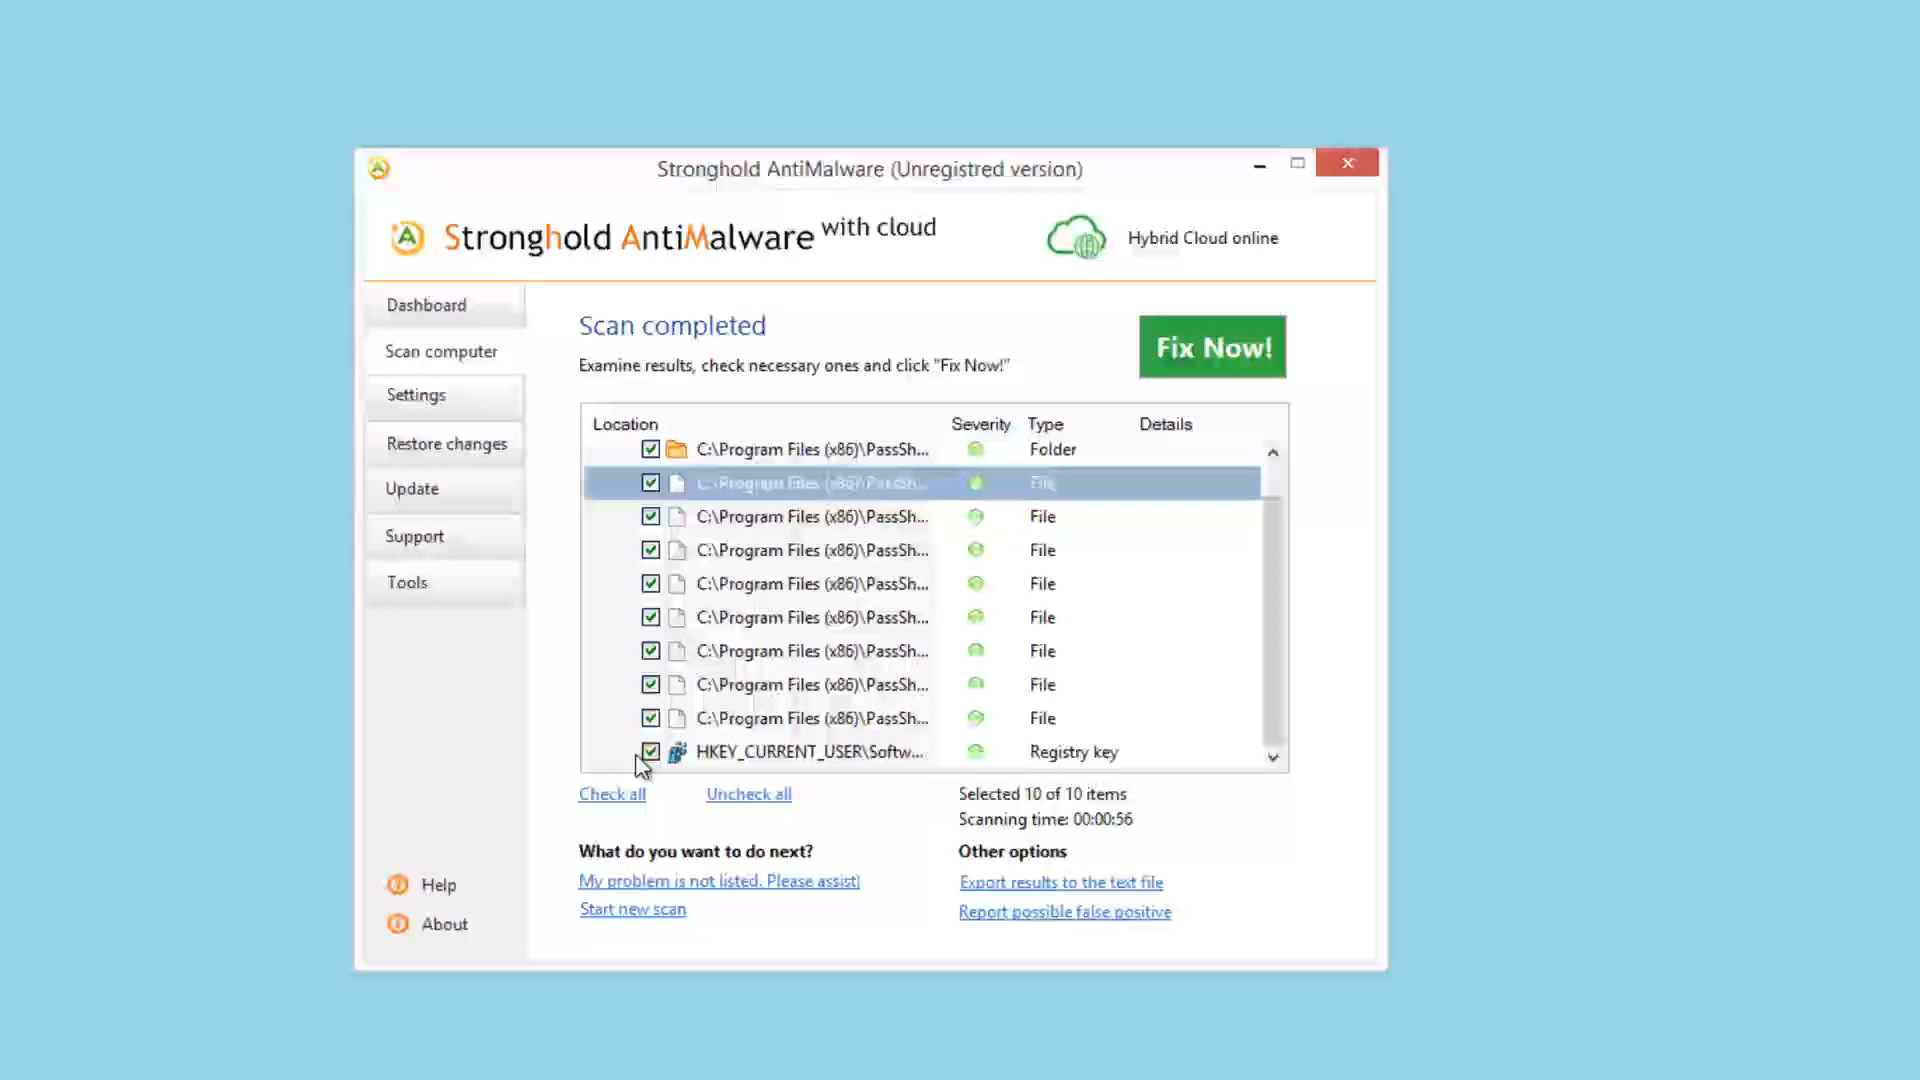 Stronghold AntiMalware (Unregistred version)
Stronghold AntiMalware with cloud
Hybrid Cloud online
Dashboard
Scan computer
Settings
Restore changes
Update
Support
Tools
Help
About
Scan completed
Examine results, check necessary ones and click "Fix Now!"
Fix Now!
Location Severity Type Details
C:\Program Files (x86)\PassSh... Folder
C:\Program Files (x86)\PassSh... File
C:\Program Files (x86)\PassSh... File
C:\Program Files (x86)\PassSh... File
C:\Program Files (x86)\PassSh... File
C:\Program Files (x86)\PassSh... File
C:\Program Files (x86)\PassSh... File
C:\Program Files (x86)\PassSh... File
C:\Program Files (x86)\PassSh... File
HKEY_CURRENT_USER\Softw... Registry key
Check all Uncheck all
Selected 10 of 10 items
Scanning time: 00:00:56
What do you want to do next?
My problem is not listed. Please assist!
Start new scan
Other options
Export results to the text file
Report possible false positive